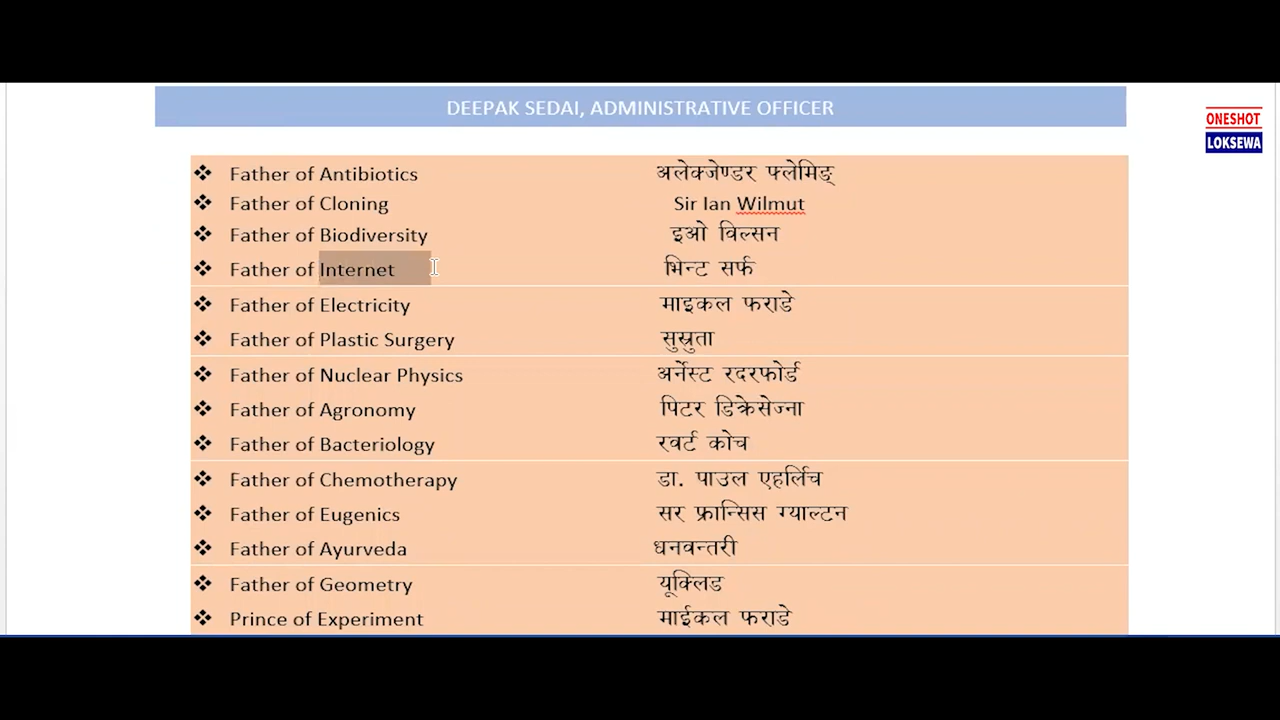 DEEPAK SEDAI, ADMINISTRATIVE OFFICER
ONESHOT
LOKSEWA
❖ Father of Antibiotics अलेक्जेण्डर फ्लेमिङ्
❖ Father of Cloning Sir Ian Wilmut
❖ Father of Biodiversity इओ विल्सन
❖ Father of Internet भिन्ट सर्फ
❖ Father of Electricity माइकल फराडे
❖ Father of Plastic Surgery सुस्रुता
❖ Father of Nuclear Physics अर्नेस्ट रदरफोर्ड
❖ Father of Agronomy पिटर डिक्रेसेज्ना
❖ Father of Bacteriology रवर्ट कोच
❖ Father of Chemotherapy डा. पाउल एहर्लिच
❖ Father of Eugenics सर फ्रान्सिस ग्याल्टन
❖ Father of Ayurveda धनवन्तरी
❖ Father of Geometry यूक्लिड
❖ Prince of Experiment माईकल फराडे